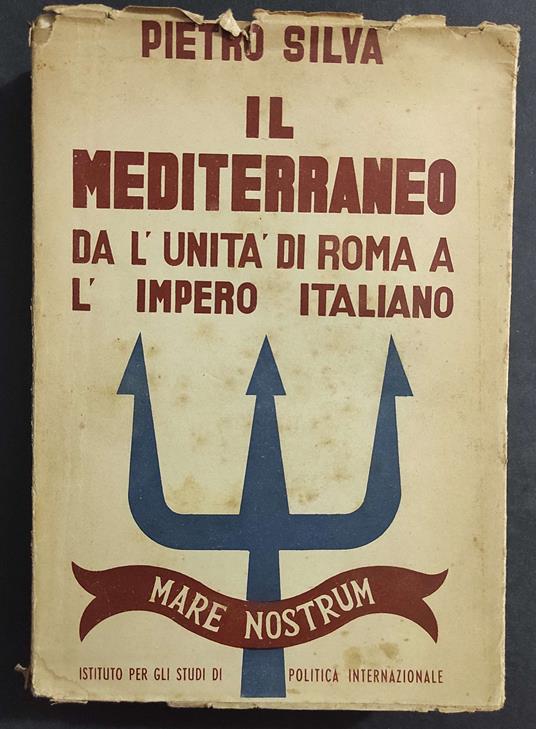 PIETRO SILVA
IL
MEDITERRANEO
DA L' UNITA' DI ROMA A
L' IMPERO ITALIANO
MARE NOSTRUM
ISTITUTO PER GLI STUDI DI POLITICA INTERNAZIONALE